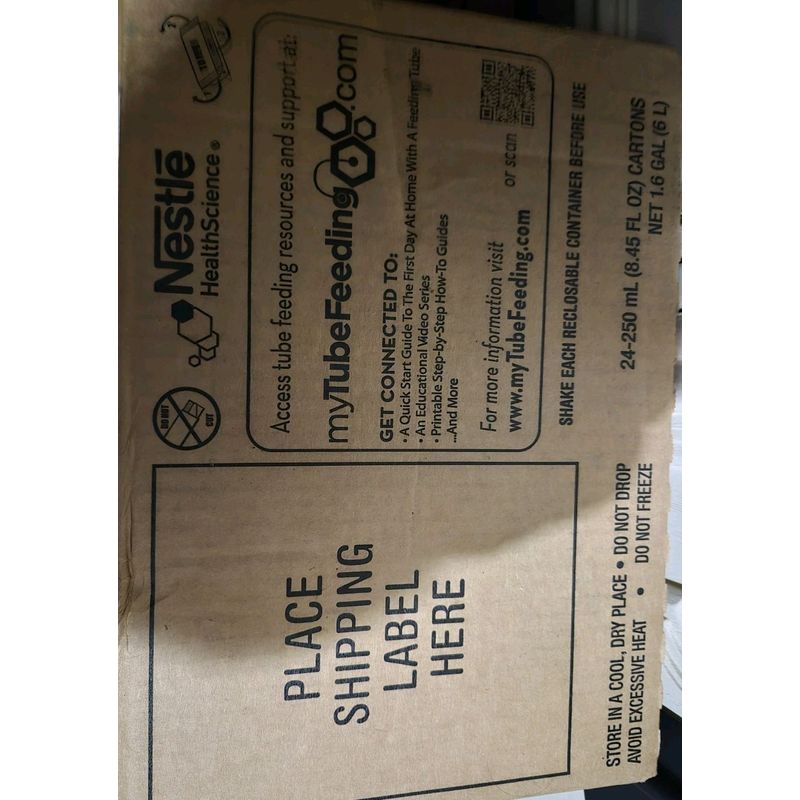 Nestlē
HealthScience®
DO NOT
CUT
Access tube feeding resources and support at:
myTubeFeeding.com
GET CONNECTED TO:
• A Quick Start Guide To The First Day At Home With A Feeding Tube
• An Educational Video Series
• Printable Step-by-Step How-To Guides
...And More
For more information visit
www.myTubeFeeding.com
or scan
SHAKE EACH RECLOSABLE CONTAINER BEFORE USE
24-250 mL (8.45 FL OZ) CARTONS
NET 1.6 GAL (6 L)
PLACE
SHIPPING
LABEL
HERE
STORE IN A COOL, DRY PLACE • DO NOT DROP
AVOID EXCESSIVE HEAT • DO NOT FREEZE